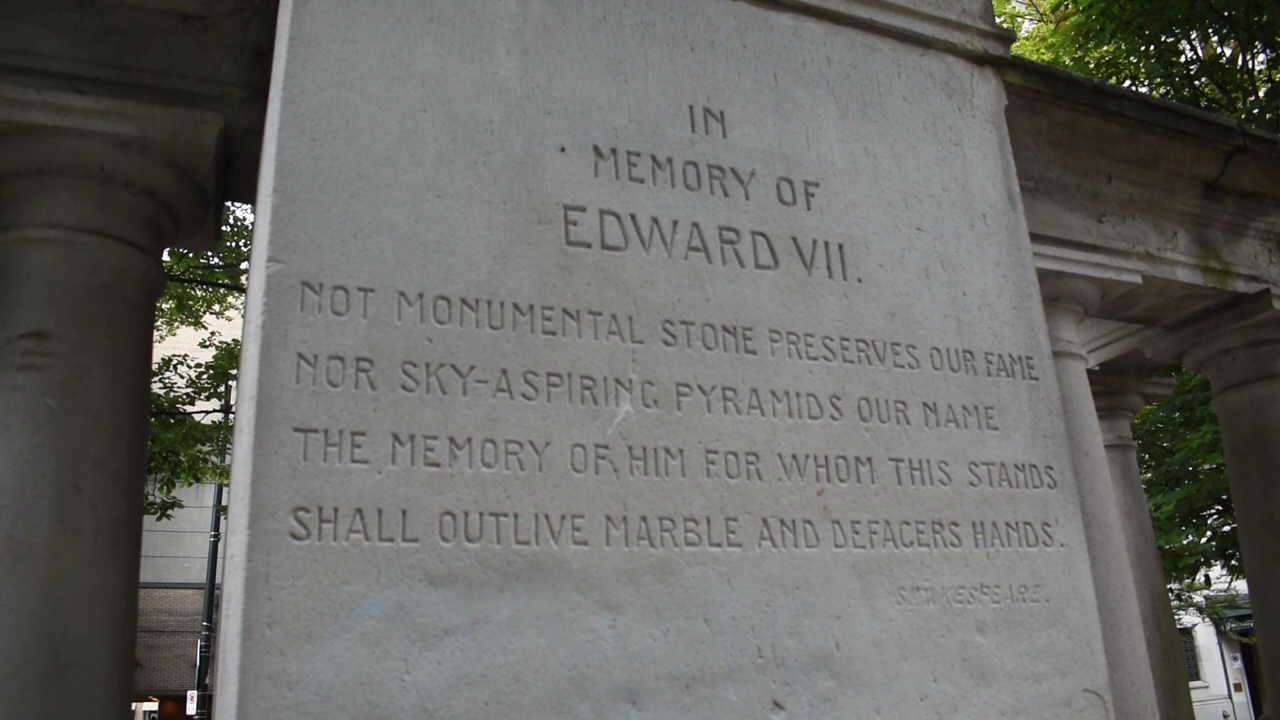 IN
MEMORY OF
EDWARD VII.
NOT MONUMENTAL STONE PRESERVES OUR FAME
NOR SKY-ASPIRING PYRAMIDS OUR NAME
THE MEMORY OF HIM FOR WHOM THIS STANDS
SHALL OUTLIVE MARBLE AND DEFACERS HANDS'.
SHAKESPEARE.